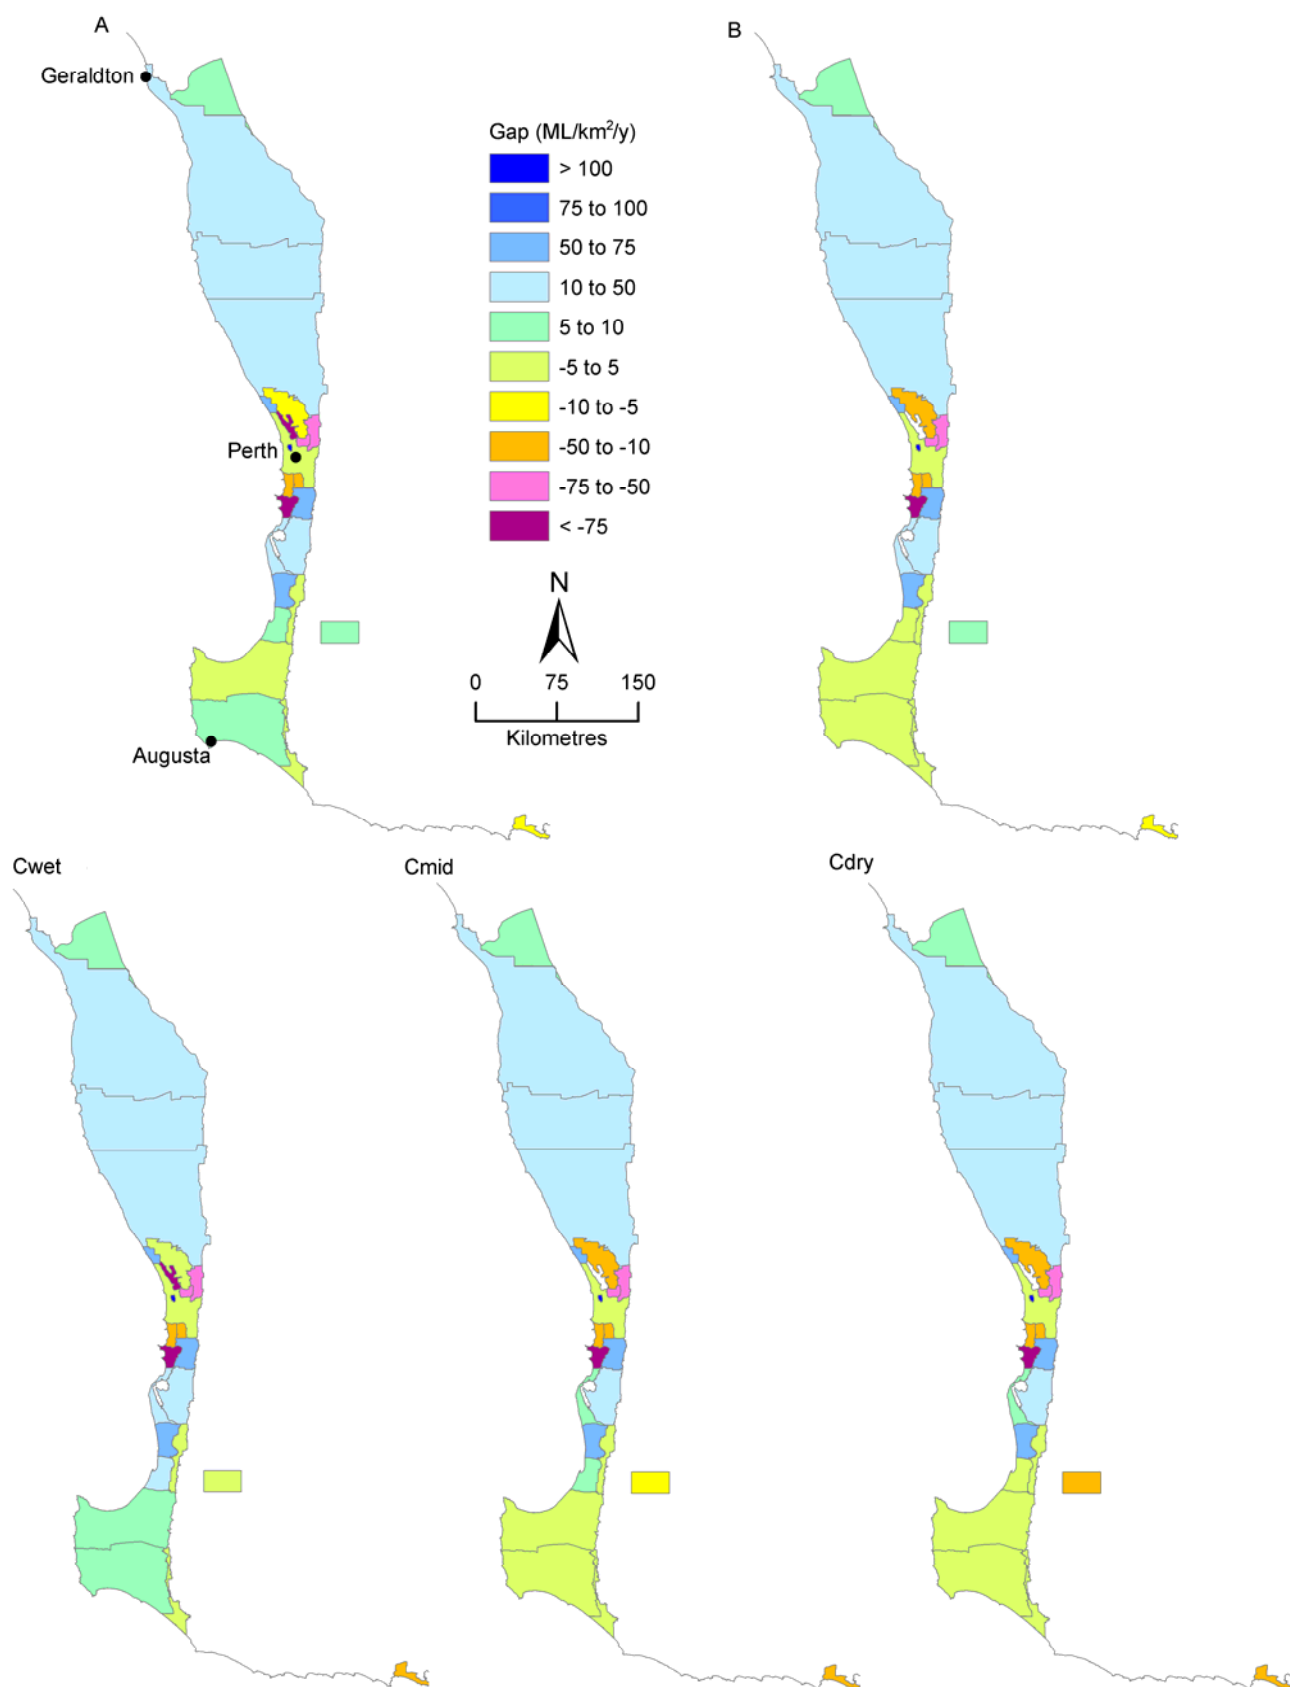 A
B
Geraldton
Gap (ML/km²/y)
> 100
75 to 100
50 to 75
10 to 50
5 to 10
-5 to 5
-10 to -5
-50 to -10
-75 to -50
< -75
Perth
N
0 75 150
Kilometres
Augusta
Cwet
Cmid
Cdry